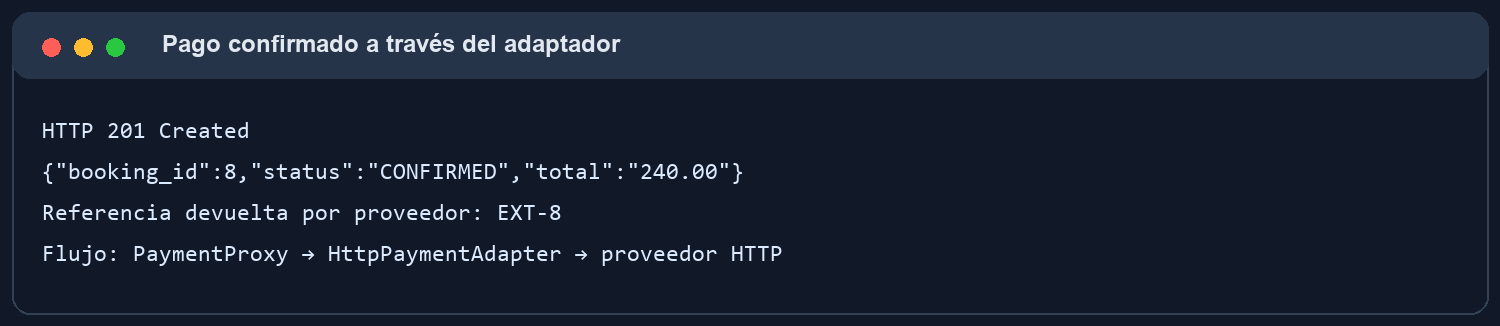 Pago confirmado a través del adaptador
HTTP 201 Created
{"booking_id":8,"status":"CONFIRMED","total":"240.00"}
Referencia devuelta por proveedor: EXT-8
Flujo: PaymentProxy → HttpPaymentAdapter → proveedor HTTP